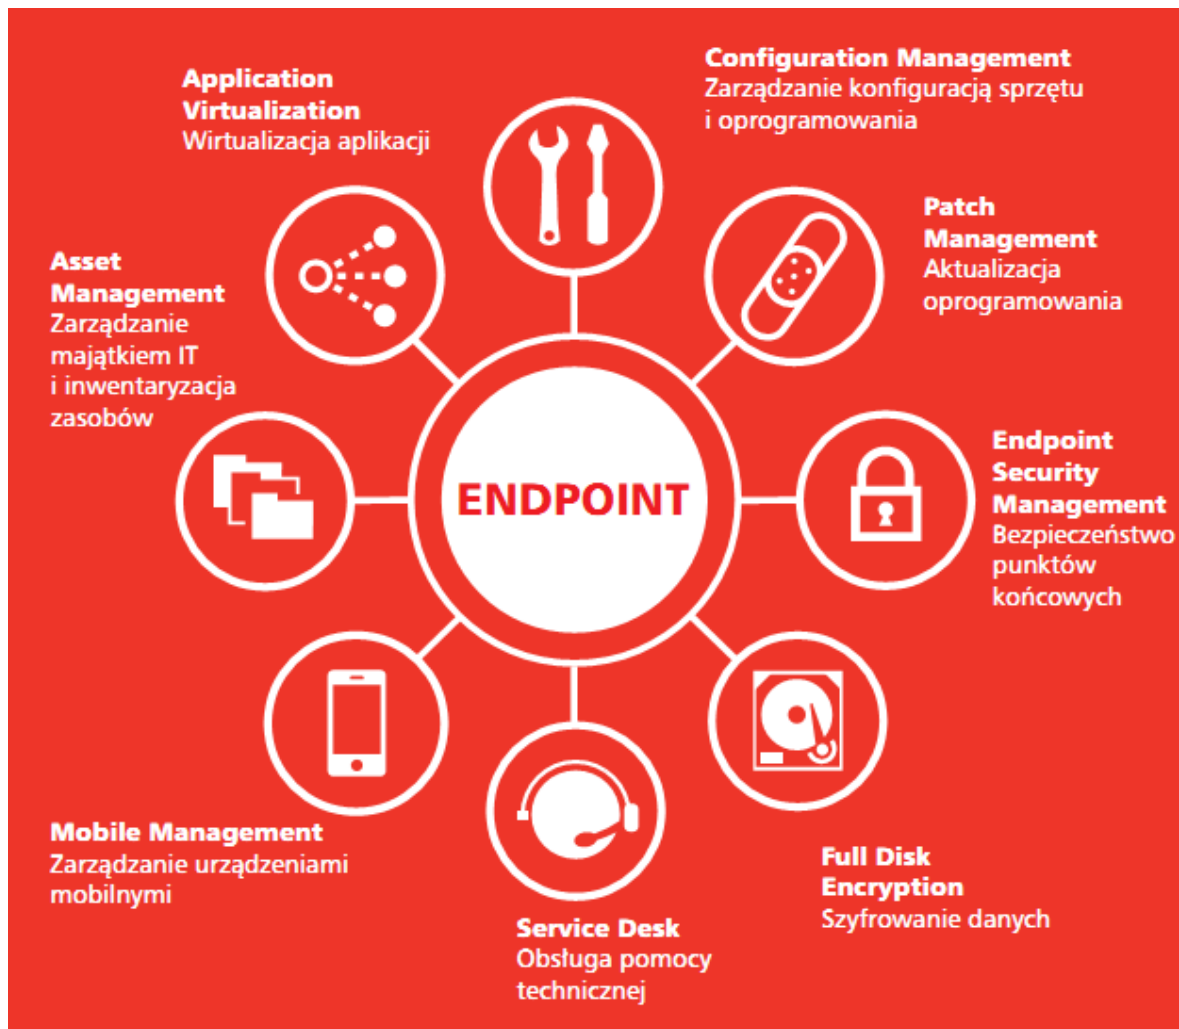 Configuration Management
Zarządzanie konfiguracją sprzętu
i oprogramowania
Application
Virtualization
Wirtualizacja aplikacji
Patch
Management
Aktualizacja
oprogramowania
Asset
Management
Zarządzanie
majątkiem IT
i inwentaryzacja
zasobów
ENDPOINT
Endpoint
Security
Management
Bezpieczeństwo
punktów
końcowych
Mobile Management
Zarządzanie urządzeniami
mobilnymi
Full Disk
Encryption
Szyfrowanie danych
Service Desk
Obsługa pomocy
technicznej